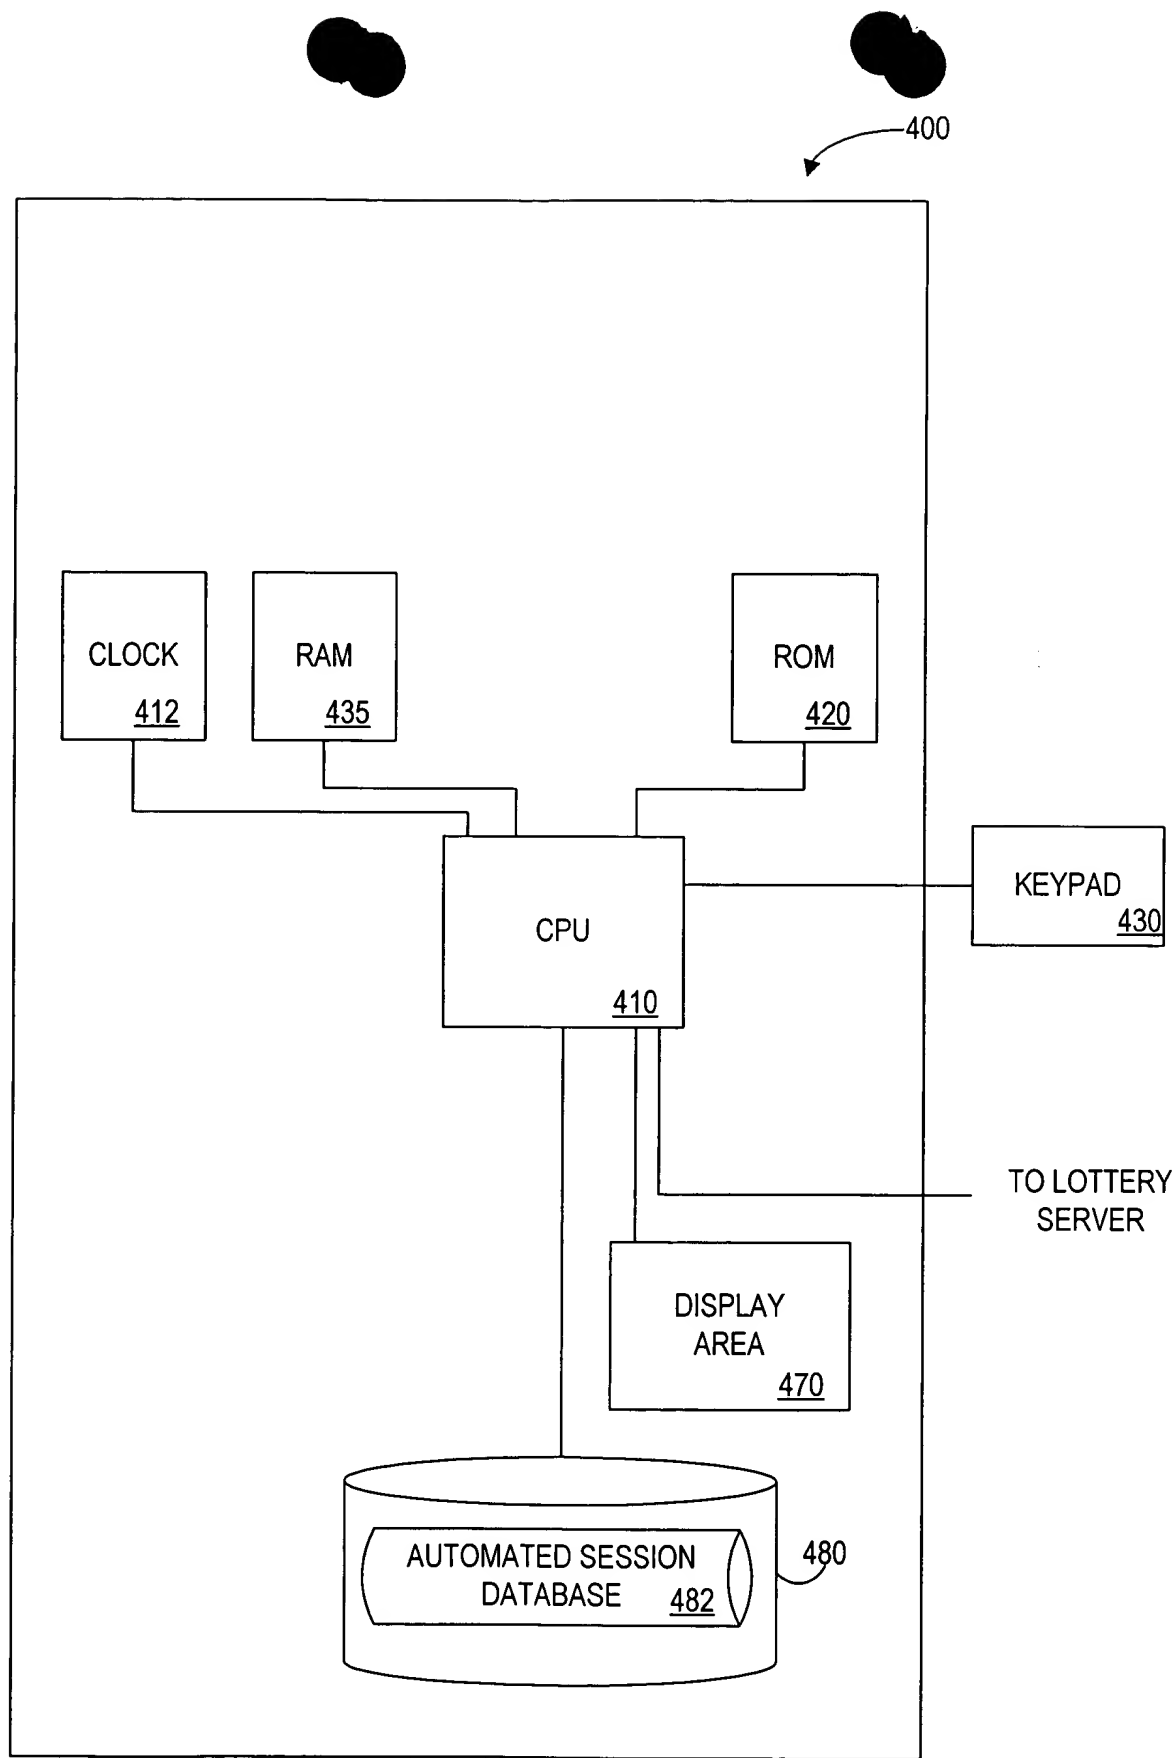 400
CLOCK
412
RAM
435
ROM
420
CPU
410
KEYPAD
430
TO LOTTERY
SERVER
DISPLAY
AREA
470
AUTOMATED SESSION
DATABASE
482
480